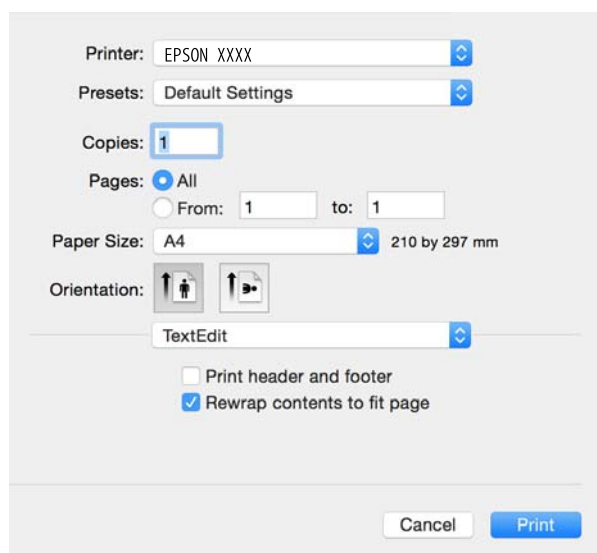 Printer: EPSON XXXX
Presets: Default Settings
Copies: 1
Pages: All
From: 1 to: 1
Paper Size: A4 210 by 297 mm
Orientation:
TextEdit
Print header and footer
Rewrap contents to fit page
Cancel Print